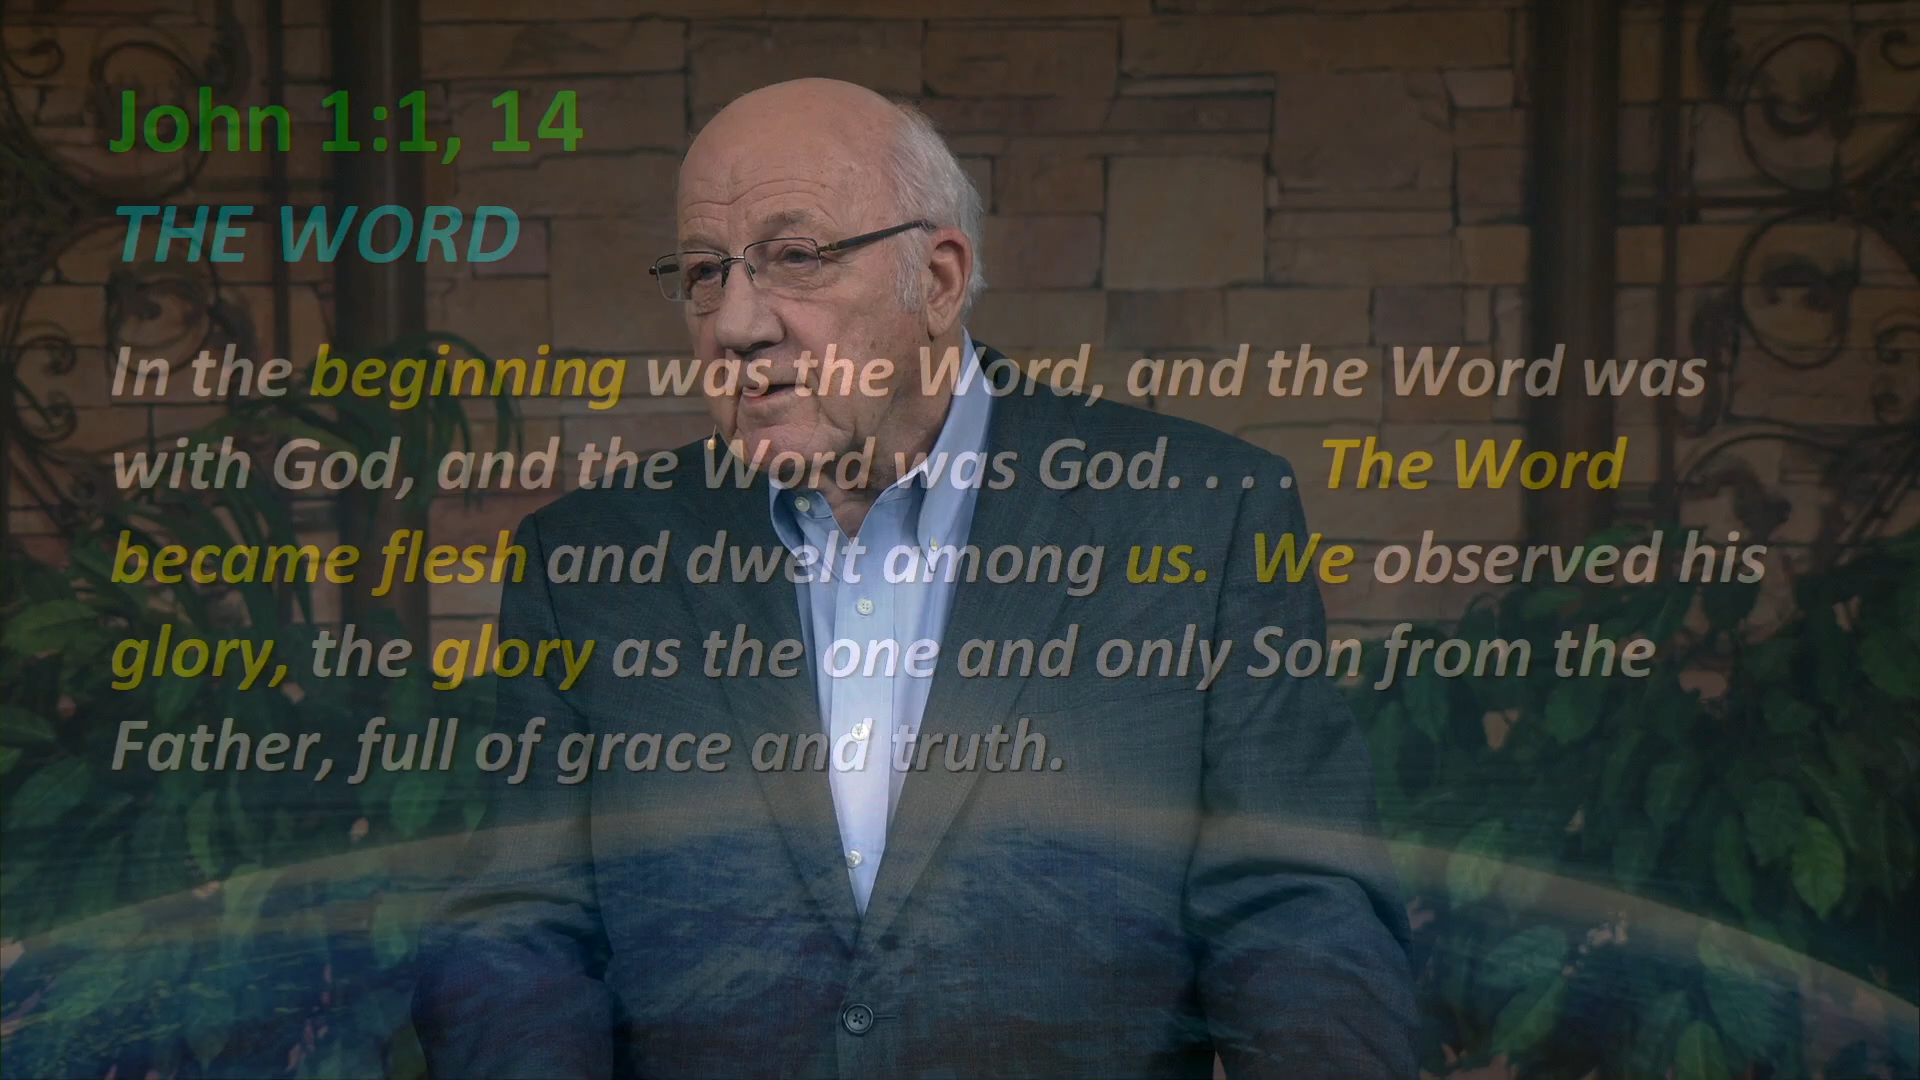 John 1:1, 14
THE WORD
In the beginning was the Word, and the Word was
with God, and the Word was God. . . . The Word
became flesh and dwelt among us.  We observed his
glory, the glory as the one and only Son from the
Father, full of grace and truth.